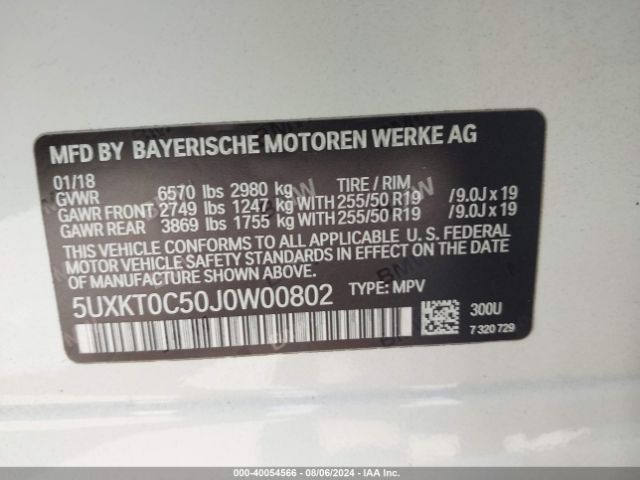 MFD BY BAYERISCHE MOTOREN WERKE AG
01/18
GVWR 6570 lbs 2980 kg TIRE / RIM
GAWR FRONT 2749 lbs 1247 kg WITH 255/50 R19 /9.0J x 19
GAWR REAR 3869 lbs 1755 kg WITH 255/50 R19 /9.0J x 19
THIS VEHICLE CONFORMS TO ALL APPLICABLE U. S. FEDERAL
MOTOR VEHICLE SAFETY STANDARDS IN EFFECT ON THE DATE
OF MANUFACTURE SHOWN ABOVE.
5UXKT0C50J0W00802 TYPE: MPV
300U
7 320 729
000-40054566 - 08/06/2024 - IAAI.COM